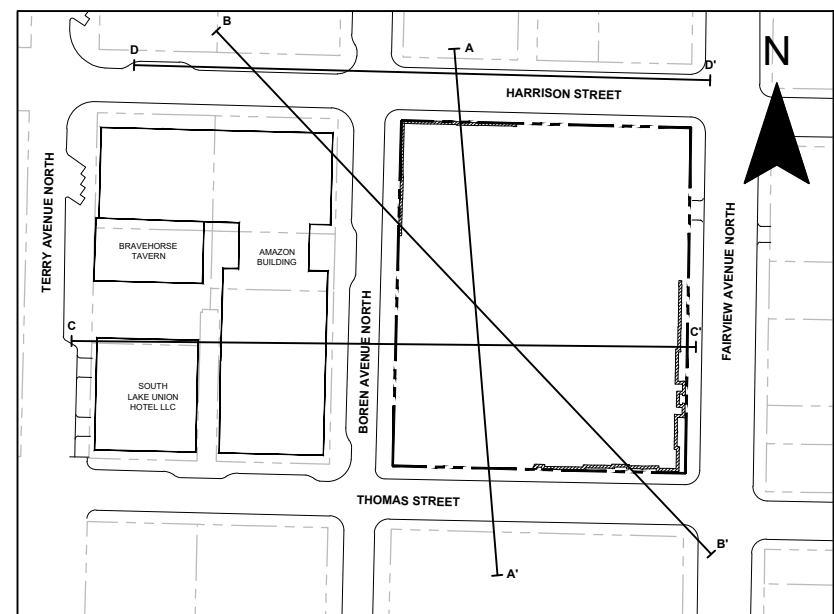 B
A
D
D'
N
HARRISON STREET
TERRY AVENUE NORTH
BRAVEHORSE
TAVERN
AMAZON
BUILDING
FAIRVIEW AVENUE NORTH
BOREN AVENUE NORTH
C
C'
SOUTH
LAKE UNION
HOTEL LLC
THOMAS STREET
B'
A'